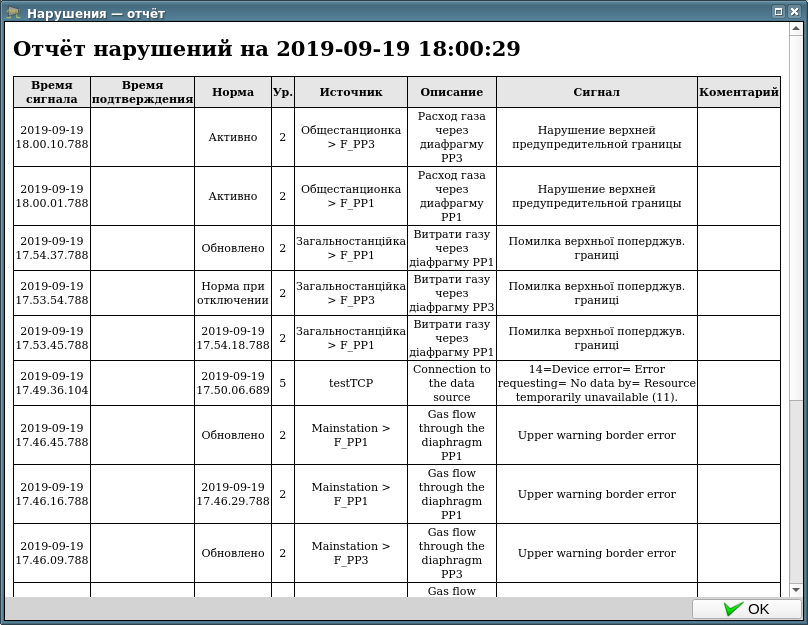 Нарушения — отчёт
Отчёт нарушений на 2019-09-19 18:00:29
Время сигнала Время подтверждения Норма Ур. Источник Описание Сигнал Коментарий
2019-09-19 18.00.10.788 Активно 2 Общестанционка > F_PP3 Расход газа через диафрагму PP3 Нарушение верхней предупредительной границы
2019-09-19 18.00.01.788 Активно 2 Общестанционка > F_PP1 Расход газа через диафрагму PP1 Нарушение верхней предупредительной границы
2019-09-19 17.54.37.788 Обновлено 2 Загальностанційка > F_PP1 Витрати газу через діафрагму PP1 Помилка верхньої поперджув. границі
2019-09-19 17.53.54.788 Норма при отключении 2 Загальностанційка > F_PP3 Витрати газу через діафрагму PP3 Помилка верхньої поперджув. границі
2019-09-19 17.53.45.788 2019-09-19 17.54.18.788 2 Загальностанційка > F_PP1 Витрати газу через діафрагму PP1 Помилка верхньої поперджув. границі
2019-09-19 17.49.36.104 2019-09-19 17.50.06.689 5 testTCP Connection to the data source 14=Device error= Error requesting= No data by= Resource temporarily unavailable (11).
2019-09-19 17.46.45.788 Обновлено 2 Mainstation > F_PP1 Gas flow through the diaphragm PP1 Upper warning border error
2019-09-19 17.46.16.788 2019-09-19 17.46.29.788 2 Mainstation > F_PP1 Gas flow through the diaphragm PP1 Upper warning border error
2019-09-19 17.46.09.788 Обновлено 2 Mainstation > F_PP3 Gas flow through the diaphragm PP3 Upper warning border error
Gas flow
OK